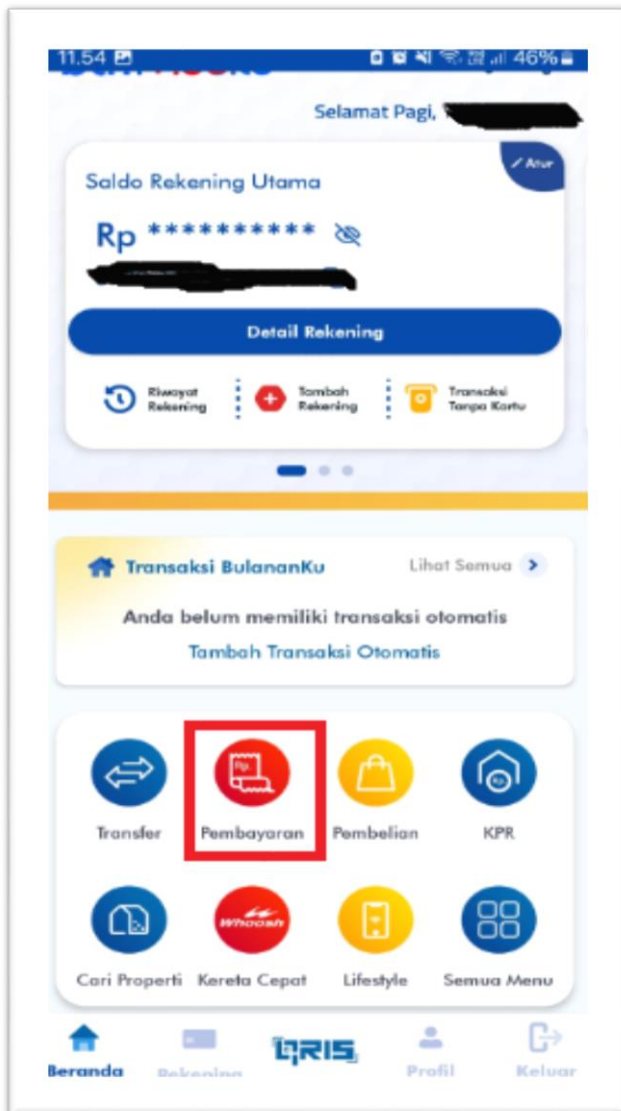 11.54 46%
Selamat Pagi,
Saldo Rekening Utama
Atur
Rp **********
Detail Rekening
Riwayat Rekening
Tambah Rekening
Transaksi Tanpa Kartu
Transaksi BulananKu Lihat Semua
Anda belum memiliki transaksi otomatis
Tambah Transaksi Otomatis
Rp.
Transfer Pembayaran Pembelian KPR
Whoosh
Cari Properti Kereta Cepat Lifestyle Semua Menu
QRIS
Beranda Rekening Profil Keluar